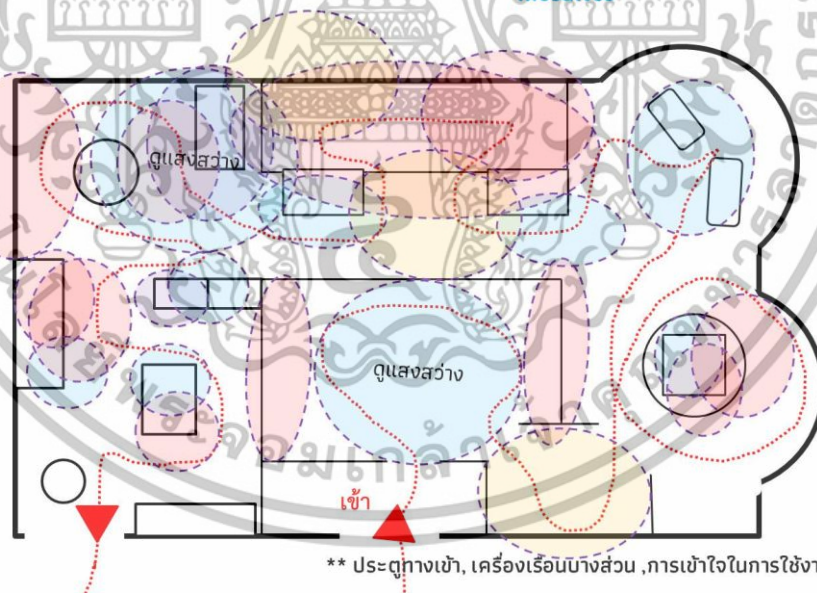 ดูแสงสว่าง
ดูแสงสว่าง
เข้า
** ประตูทางเข้า, เครื่องเรือนบางส่วน ,การเข้าใจในการใช้งา